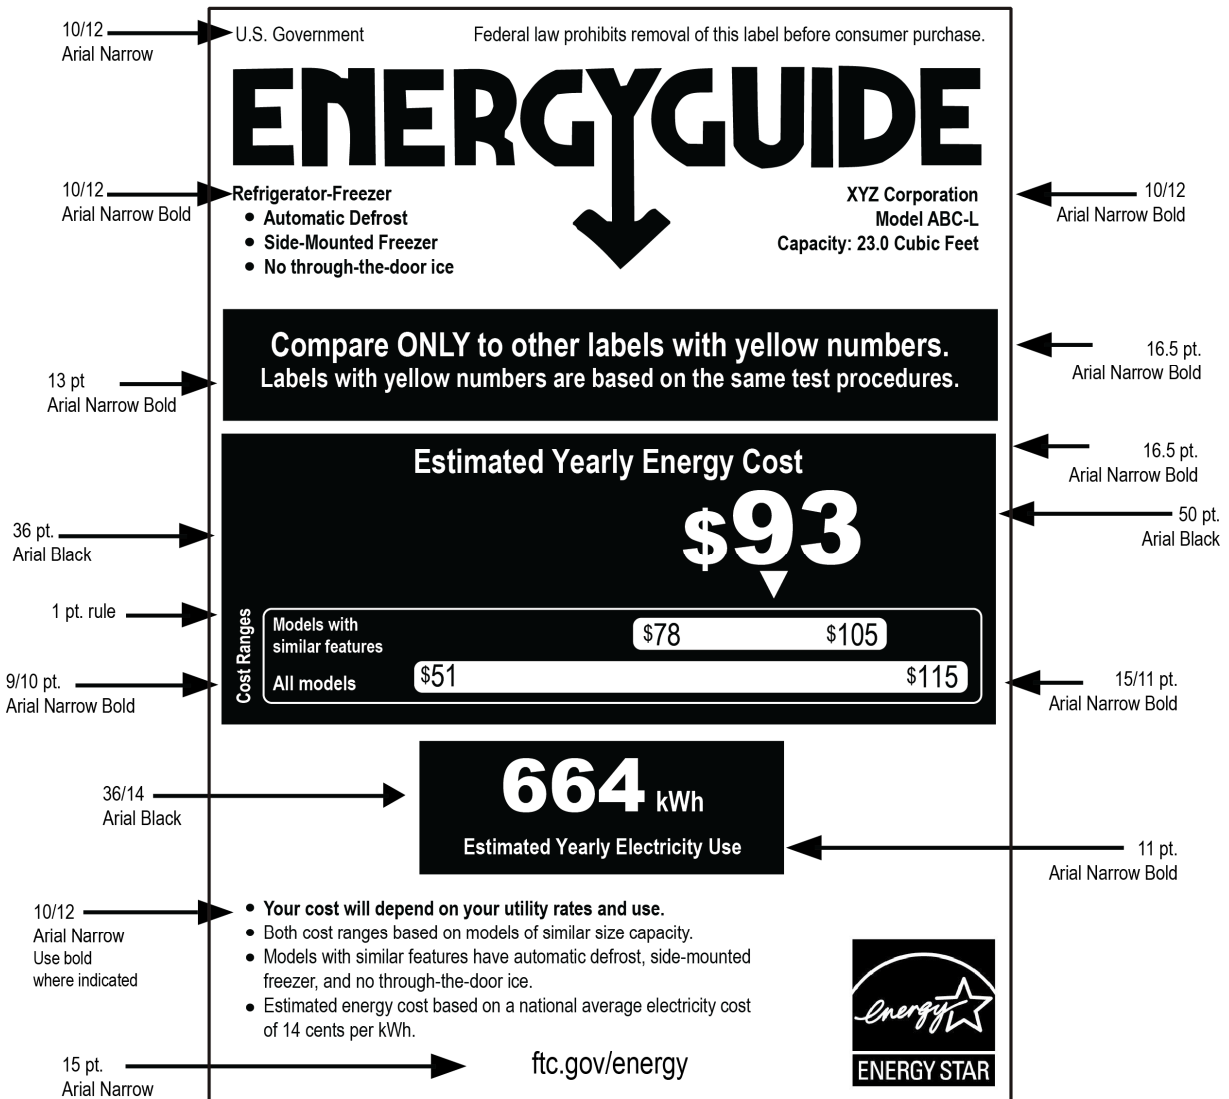 10/12
Arial Narrow
U.S. Government
Federal law prohibits removal of this label before consumer purchase.
ENERGYGUIDE
10/12
Arial Narrow Bold
Refrigerator-Freezer
• Automatic Defrost
• Side-Mounted Freezer
• No through-the-door ice
XYZ Corporation
Model ABC-L
Capacity: 23.0 Cubic Feet
10/12
Arial Narrow Bold
Compare ONLY to other labels with yellow numbers.
Labels with yellow numbers are based on the same test procedures.
16.5 pt.
Arial Narrow Bold
13 pt
Arial Narrow Bold
Estimated Yearly Energy Cost
16.5 pt.
Arial Narrow Bold
$93
50 pt.
Arial Black
36 pt.
Arial Black
1 pt. rule
Cost Ranges
Models with
similar features
$78
$105
All models
$51
$115
9/10 pt.
Arial Narrow Bold
15/11 pt.
Arial Narrow Bold
664 kWh
Estimated Yearly Electricity Use
36/14
Arial Black
11 pt.
Arial Narrow Bold
10/12
Arial Narrow
Use bold
where indicated
• Your cost will depend on your utility rates and use.
• Both cost ranges based on models of similar size capacity.
• Models with similar features have automatic defrost, side-mounted
freezer, and no through-the-door ice.
• Estimated energy cost based on a national average electricity cost
of 14 cents per kWh.
energy
ENERGY STAR
15 pt.
Arial Narrow
ftc.gov/energy